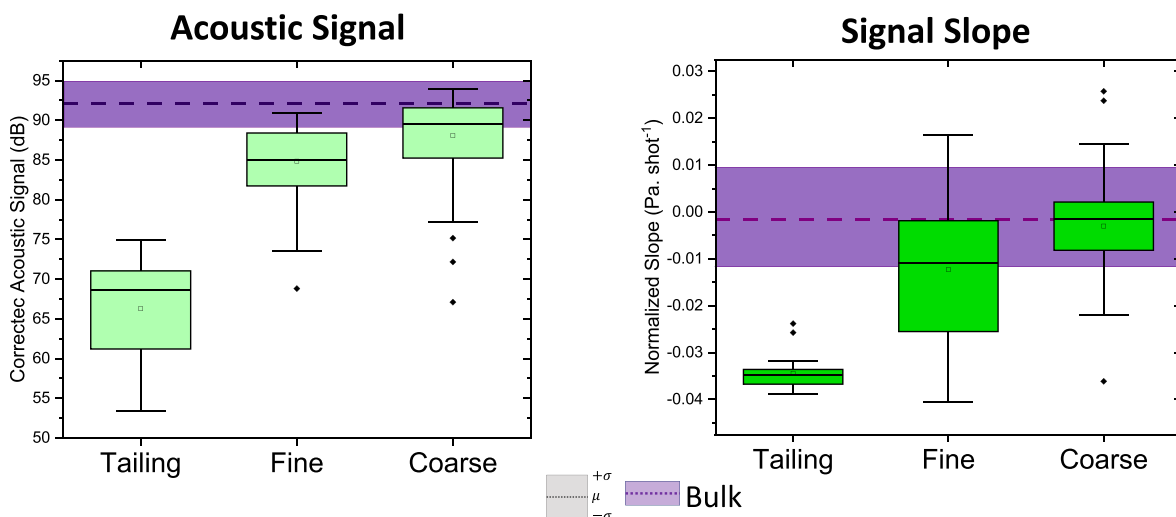 Acoustic Signal
Correctec Acoustic Signal (dB)
95
90
85
80
75
70
65
60
55
50
Tailing Fine Coarse
Signal Slope
Normalized Slope (Pa. shot⁻¹)
0.03
0.02
0.01
0.00
-0.01
-0.02
-0.03
-0.04
Tailing Fine Coarse
+σ
μ
−σ
Bulk